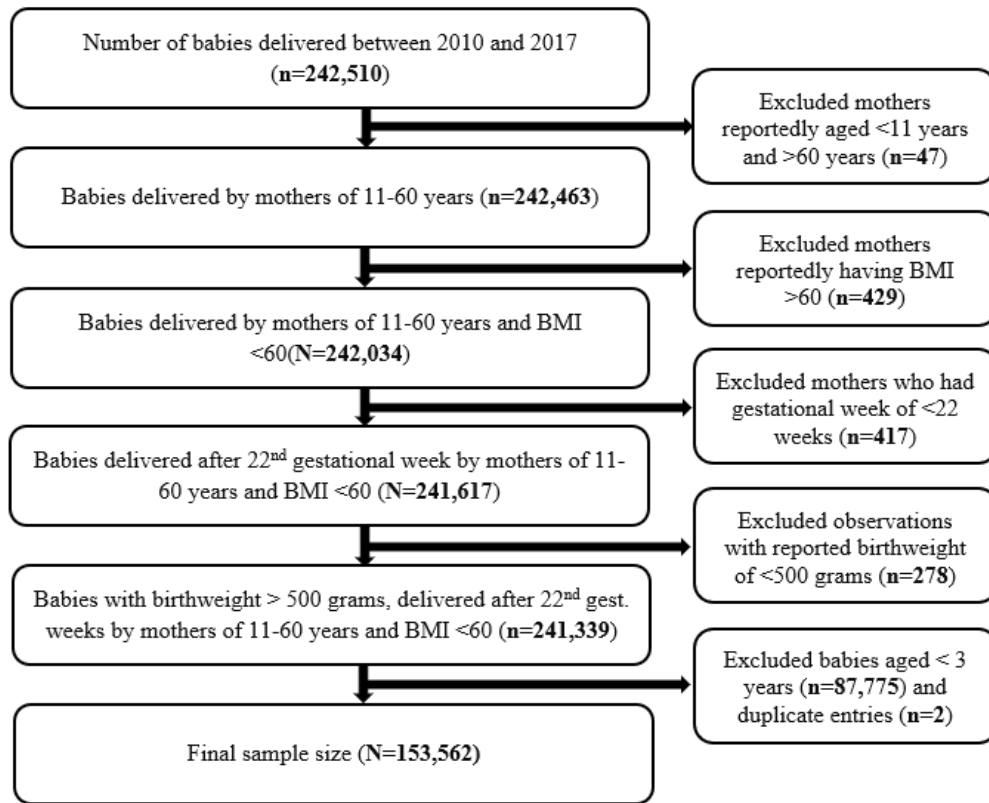 Number of babies delivered between 2010 and 2017
(n=242,510)
Excluded mothers
reportedly aged <11 years
and >60 years (n=47)
Babies delivered by mothers of 11-60 years (n=242,463)
Excluded mothers
reportedly having BMI
>60 (n=429)
Babies delivered by mothers of 11-60 years and BMI
<60(N=242,034)
Excluded mothers who had
gestational week of <22
weeks (n=417)
Babies delivered after 22nd gestational week by mothers of 11-
60 years and BMI <60 (N=241,617)
Excluded observations
with reported birthweight
of <500 grams (n=278)
Babies with birthweight > 500 grams, delivered after 22nd gest.
weeks by mothers of 11-60 years and BMI <60 (n=241,339)
Excluded babies aged < 3
years (n=87,775) and
duplicate entries (n=2)
Final sample size (N=153,562)